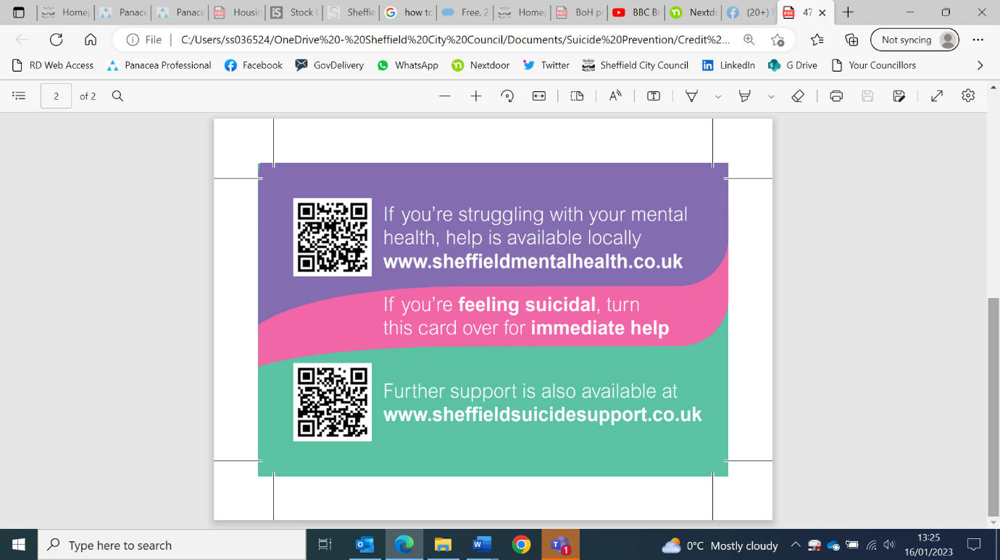 Home
Panace
Panace
Housin
Stock
Sheffie
how to
Free, 2
Home
BoH p
BBC Br
Nextdo
(20+)
47
File
C:/Users/ss036524/OneDrive%20-%20Sheffield%20City%20Council/Documents/Suicide%20Prevention/Credit%2...
Not syncing
RD Web Access
Panacea Professional
Facebook
GovDelivery
WhatsApp
Nextdoor
Twitter
Sheffield City Council
LinkedIn
G Drive
Your Councillors
2 of 2
If you’re struggling with your mental
health, help is available locally
www.sheffieldmentalhealth.co.uk
If you’re feeling suicidal, turn
this card over for immediate help
Further support is also available at
www.sheffieldsuicidesupport.co.uk
Type here to search
1
0°C Mostly cloudy
13:25
16/01/2023